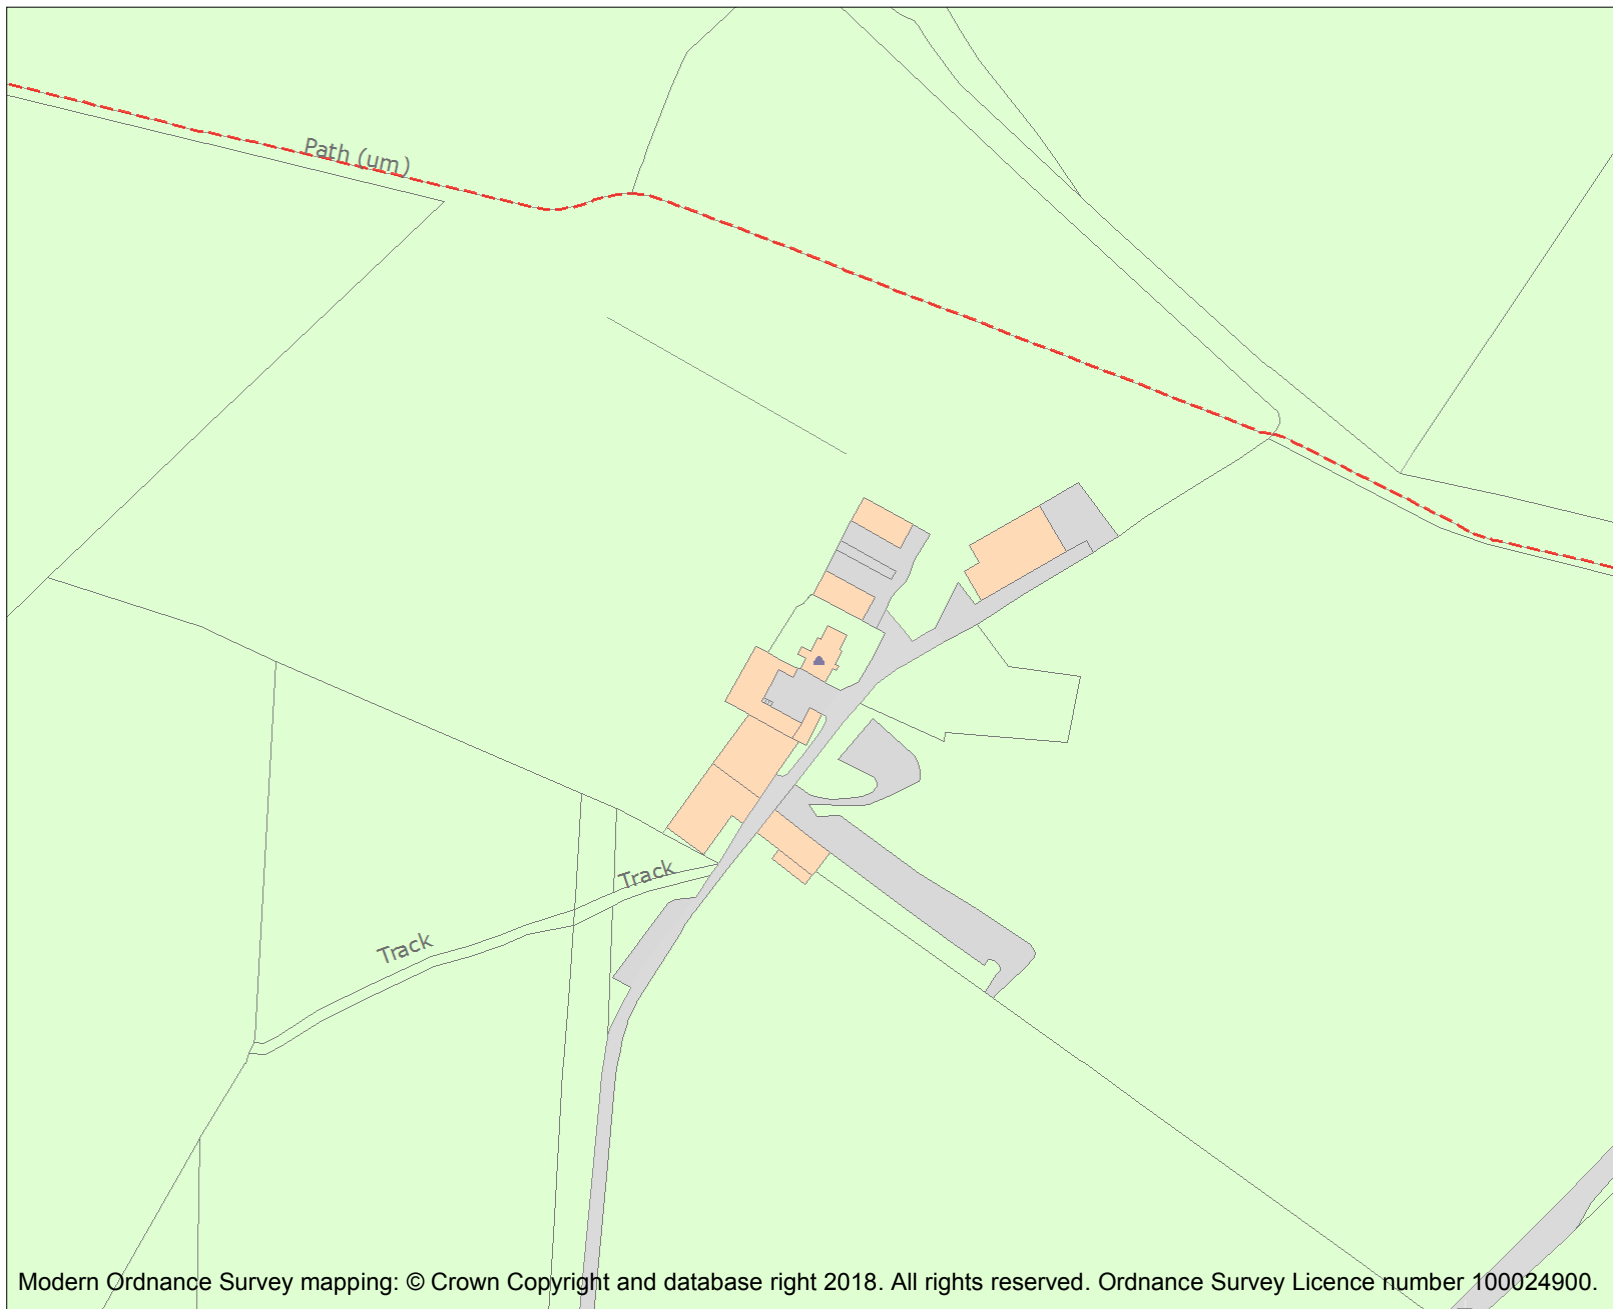 Path (um)
Track
Track
Modern Ordnance Survey mapping: © Crown Copyright and database right 2018. All rights reserved. Ordnance Survey Licence number 100024900.